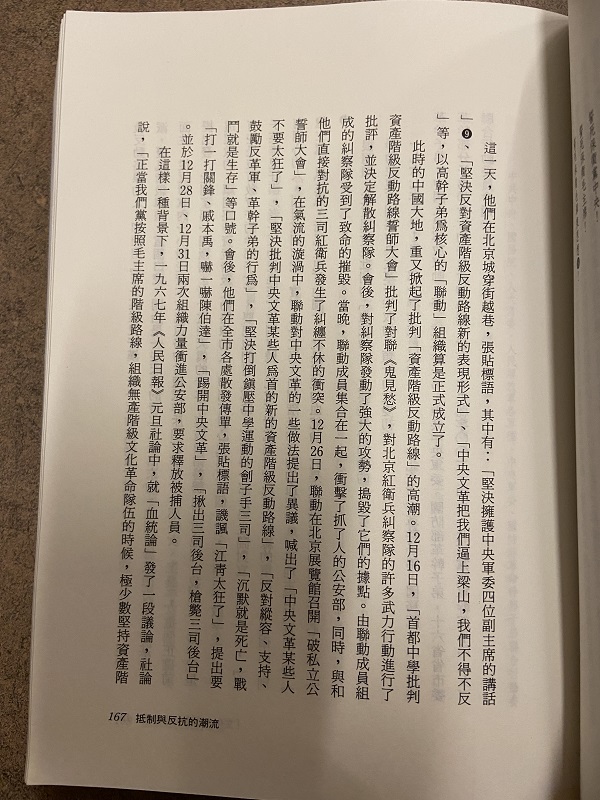 這一天，他們在北京城穿街越巷，張貼標語，其中有：「堅決擁護中央軍委四位副主席的講話
」❾、「堅決反對資產階級反動路線新的表現形式」、「中央文革把我們逼上梁山，我們不得不反
」等，以高幹子弟爲核心的「聯動」組織算是正式成立了。
此時的中國大地，重又掀起了批判「資產階級反動路線」的高潮。12月16日，「首都中學批判
資產階級反動路線誓師大會」批判了對聯《鬼見愁》，對北京紅衛兵糾察隊的許多武力行動進行了
批評，並決定解散糾察隊。會後，對糾察隊發動了強大的攻勢，搗毀了它們的據點。由聯動成員組
成的糾察隊受到了致命的摧毀。當晚，聯動成員集合在一起，衝擊了抓了人的公安部，同時，與和
他們直接對抗的三司紅衛兵發生了糾纏不休的衝突。12月26日，聯動在北京展覽館召開「破私立公
誓師大會」，在氣流的漩渦中，聯動對中央文革的一些做法提出了異議，喊出了「中央文革某些人
不要太狂了」，「堅決批判中央文革某些人爲首的新的資產階級反動路線」，「反對縱容、支持、
鼓勵反革軍、革幹子弟的行爲」，「堅決打倒鎭壓中學運動的劊子手三司」，「沉默就是死亡，戰
鬥就是生存」等口號。會後，他們在全市各處散發傳單，張貼標語，譏諷「江青太狂了」，提出要
「打一打關鋒、戚本禹，嚇一嚇陳伯達」，「踢開中央文革」，「揪出三司後台，槍斃三司後台」
。並於12月28日、12月31日兩次組織力量衝進公安部，要求釋放被捕人員。
在這樣一種背景下，一九六七年《人民日報》元旦社論中，就「血統論」發了一段議論，社論
說，「正當我們黨按照毛主席的階級路線，組織無產階級文化革命隊伍的時候，極少數堅持資產階
167 抵制與反抗的潮流